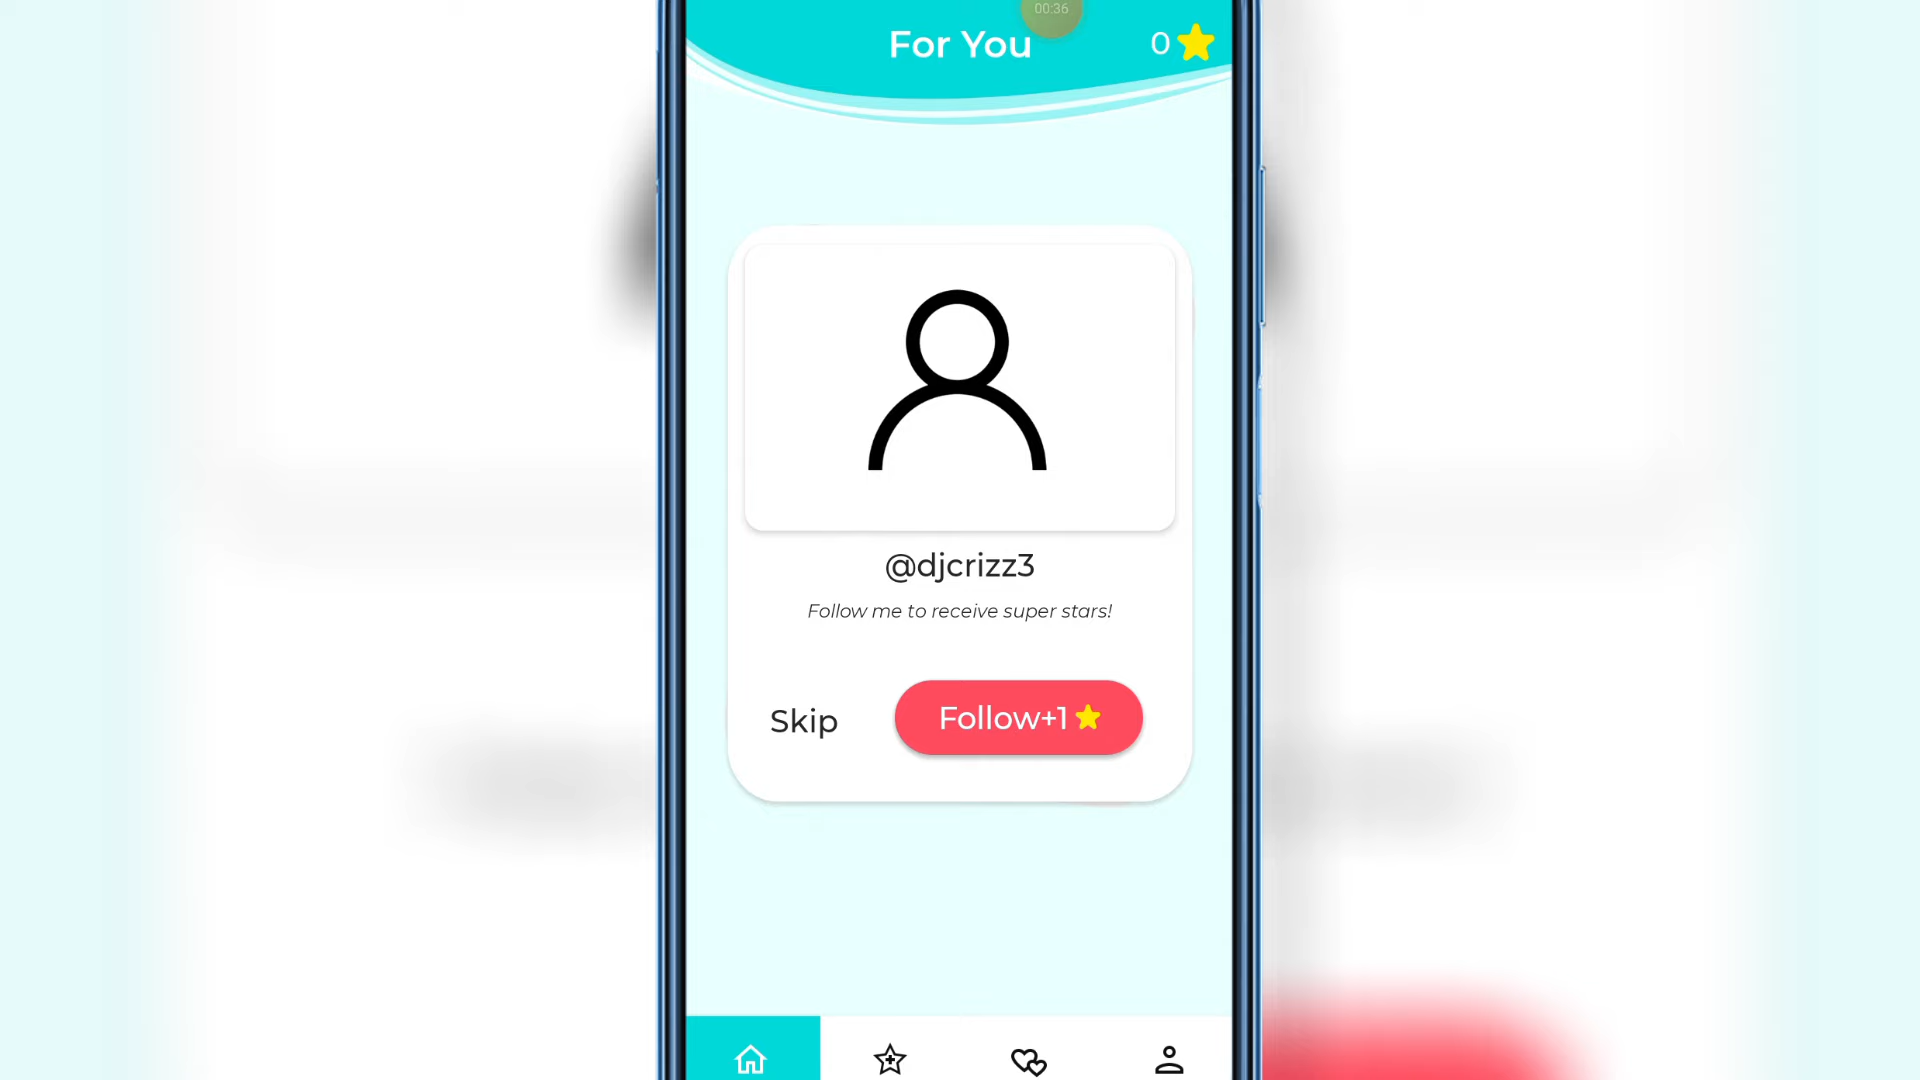 00:36
For You
0
@djcrizz3
Follow me to receive super stars!
Skip
Follow+1